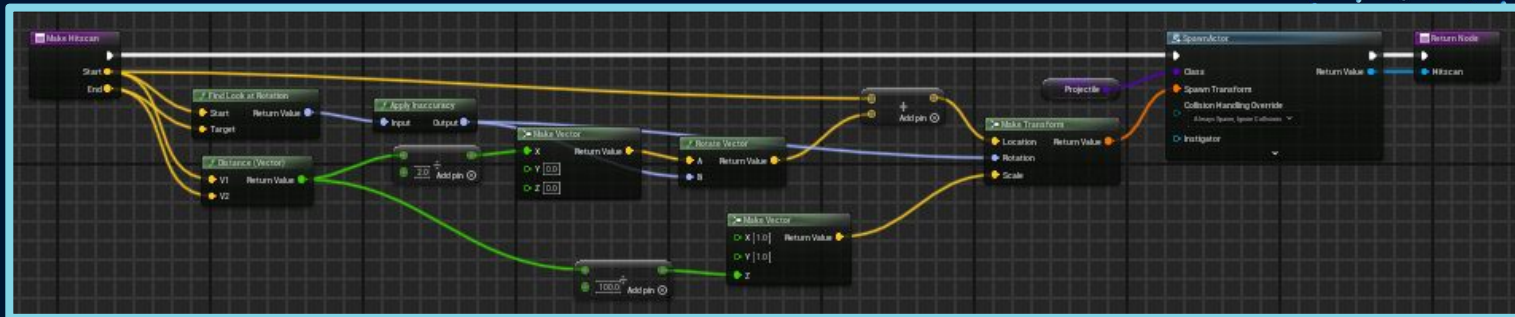 Make Hitscan
Start
End
Find Look at Rotation
Start
Return Value
Target
Distance (Vector)
V1
Return Value
V2
Apply Inaccuracy
Input
Output
÷
2.0
Add pin
Make Vector
X
Return Value
Y
0.0
Z
0.0
Rotate Vector
A
Return Value
B
÷
100.0
Add pin
Make Vector
X
1.0
Return Value
Y
1.0
Z
+
Add pin
Projectile
Make Transform
Location
Return Value
Rotation
Scale
SpawnActor
Class
Return Value
Spawn Transform
Collision Handling Override
Always Spawn, Ignore Collisions
Instigator
Return Node
Hitscan